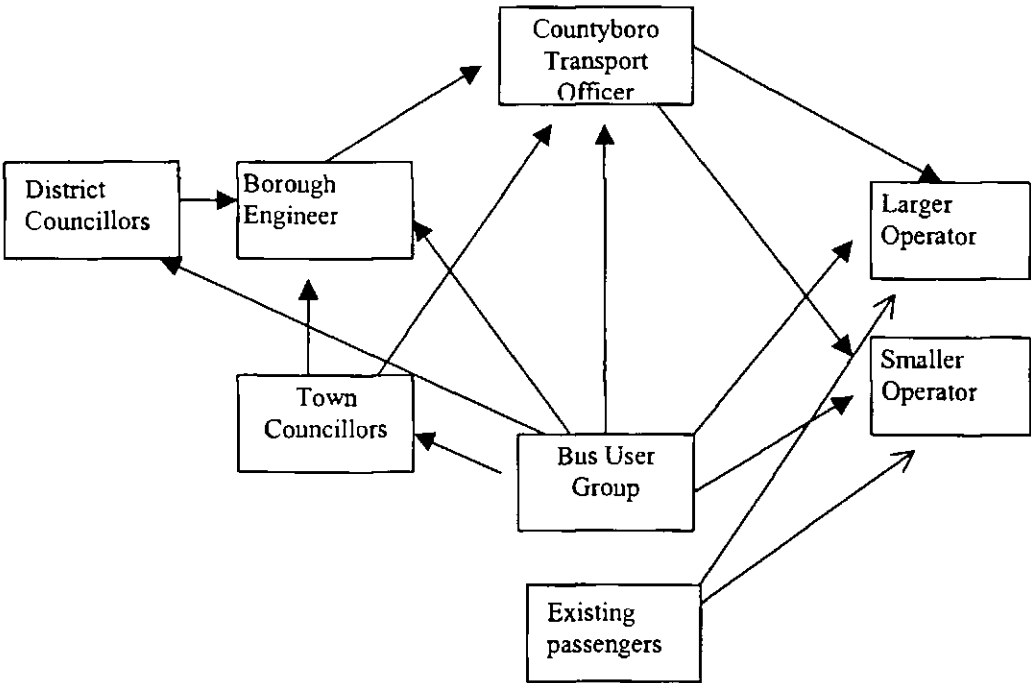 Countyboro
Transport
Officer
District
Councillors
Borough
Engineer
Larger
Operator
Smaller
Operator
Town
Councillors
Bus User
Group
Existing
passengers